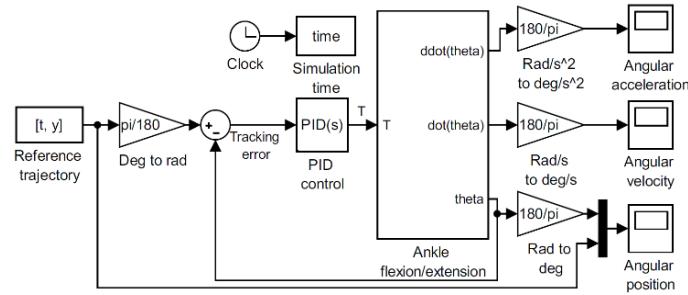 time
Clock
Simulation
time
[t, y]
Reference
trajectory
pi/180
Deg to rad
Tracking
error
PID(s)
PID
control
T
T
ddot(theta)
dot(theta)
theta
Ankle
flexion/extension
180/pi
Rad/s^2
to deg/s^2
Angular
acceleration
180/pi
Rad/s
to deg/s
Angular
velocity
180/pi
Rad to
deg
Angular
position